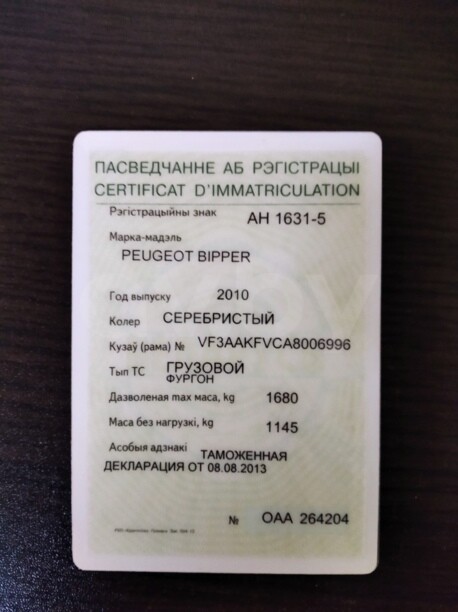 ПАСВЕДЧАННЕ АБ РЭГІСТРАЦЫІ
CERTIFICAT D'IMMATRICULATION
Рэгістрацыйны знак АН 1631-5
Марка-мадэль
PEUGEOT BIPPER
Год выпуску 2010
Колер СЕРЕБРИСТЫЙ
Кузаў (рама) № VF3AAKFVCA8006996
Тып ТС ГРУЗОВОЙ
ФУРГОН
Дазволеная max маса, kg 1680
Маса без нагрузкі, kg 1145
Асобыя адзнакі ТАМОЖЕННАЯ
ДЕКЛАРАЦИЯ ОТ 08.08.2013
№ ОАА 264204